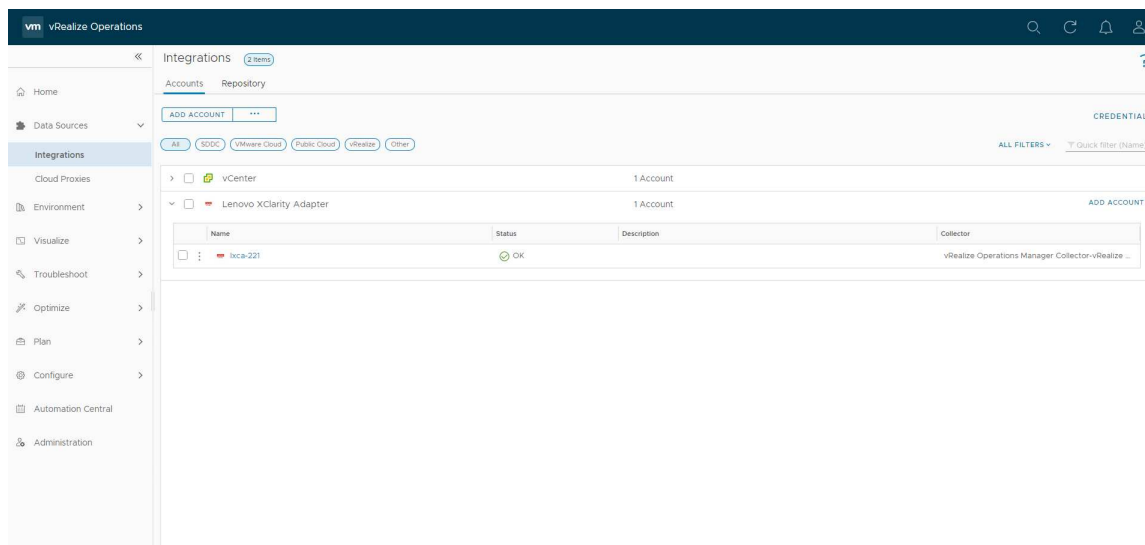 vm vRealize Operations
Integrations 2 Items
Accounts Repository
Home
ADD ACCOUNT ...
CREDENTIAL
Data Sources
All SDDC VMware Cloud Public Cloud vRealize Other
ALL FILTERS Quick filter (Name)
Integrations
Cloud Proxies
vCenter 1 Account
Environment
Lenovo XClarity Adapter 1 Account ADD ACCOUNT
Name Status Description Collector
Visualize
lxca-221 OK vRealize Operations Manager Collector-vRealize ...
Troubleshoot
Optimize
Plan
Configure
Automation Central
Administration